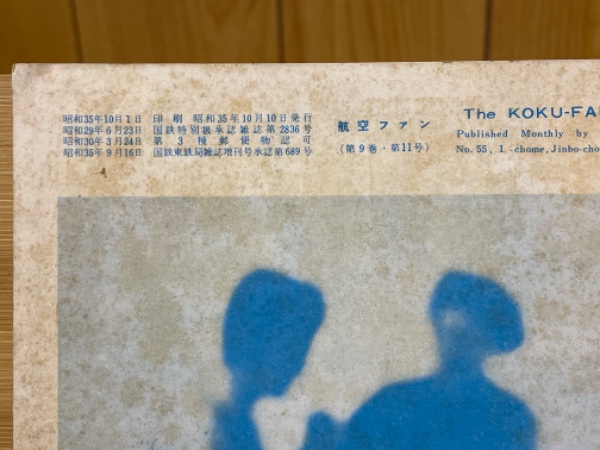 昭和35年10月1日 印刷 昭和35年10月10日発行
昭和29年6月23日 国鉄特別扱承認雑誌第2836号
昭和30年3月24日 第3種郵便物認可
昭和35年9月16日 国鉄東鉄局雑誌増刊号承認第689号
航空ファン
(第9巻・第11号)
The KOKU-FA
Published Monthly by
No. 55, 1.-chome, Jinbo-cho